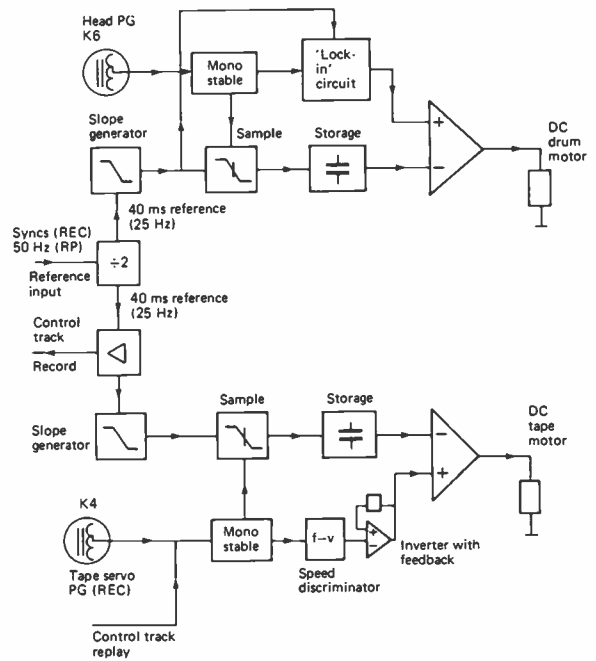 Head PG
K6
Mono
stable
'Lock-
in'
circuit
Slope
generator
Sample
Storage
+
−
DC
drum
motor
40 ms reference
(25 Hz)
Syncs (REC)
50 Hz (RP)
Reference
input
÷2
40 ms reference
(25 Hz)
Control
track
Record
Slope
generator
Sample
Storage
−
+
DC
tape
motor
K4
Tape servo
PG (REC)
Mono
stable
f–v
Speed
discriminator
+
−
Inverter with
feedback
Control track
replay